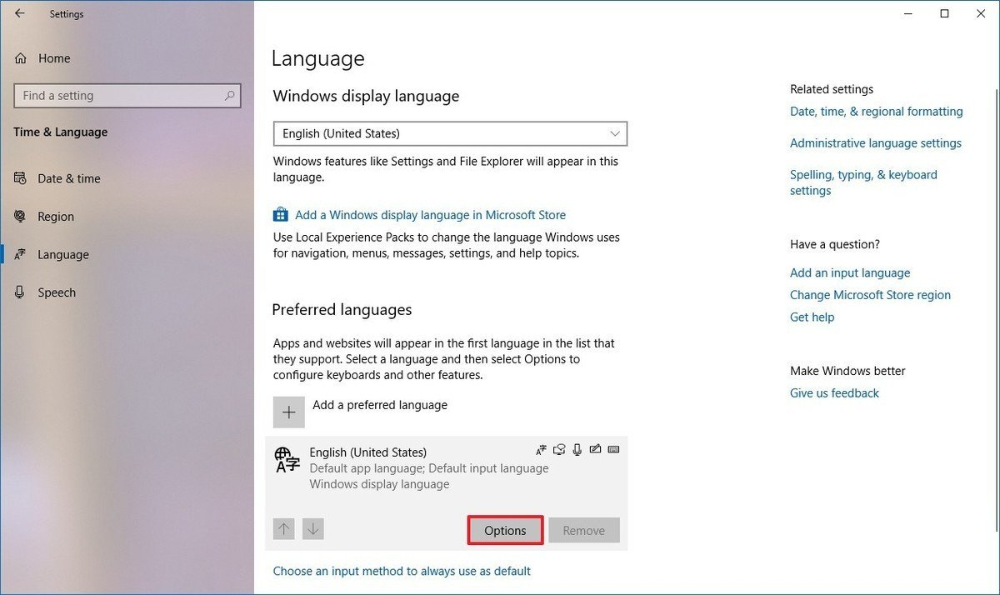 Settings
Home
Find a setting
Time & Language
Date & time
Region
Language
Speech
Language
Windows display language
English (United States)
Windows features like Settings and File Explorer will appear in this
language.
Add a Windows display language in Microsoft Store
Use Local Experience Packs to change the language Windows uses
for navigation, menus, messages, settings, and help topics.
Preferred languages
Apps and websites will appear in the first language in the list that
they support. Select a language and then select Options to
configure keyboards and other features.
Add a preferred language
English (United States)
Default app language; Default input language
Windows display language
Options
Remove
Choose an input method to always use as default
Related settings
Date, time, & regional formatting
Administrative language settings
Spelling, typing, & keyboard
settings
Have a question?
Add an input language
Change Microsoft Store region
Get help
Make Windows better
Give us feedback